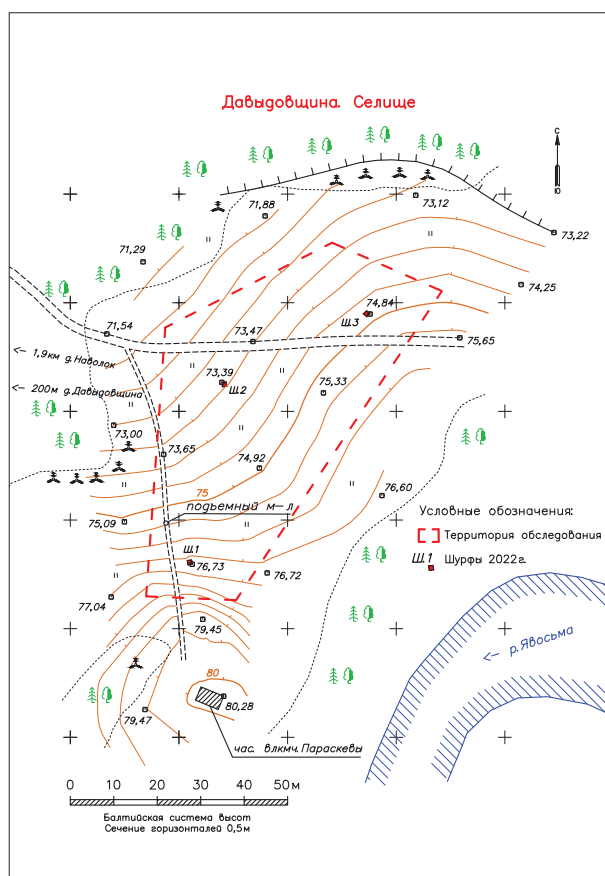 Давыдовщина. Селище
С
Ю
71,88
73,12
73,22
71,29
74,25
74,84
Ш.3
71,54
73,47
75,65
1,9км д.Наволок
73,39
Ш.2
200м д.Давыдовщина
75,33
73,00
73,65
74,92
75
76,60
подъемный м-л
75,09
Условные обозначения:
Территория обследования
Ш.1
76,73
Ш.1 Шурфы 2022г.
76,72
77,04
79,45
р. Явосьма
80
80,28
79,47
час. влкмч. Параскевы
0 10 20 30 40 50м
Балтийская система высот
Сечение горизонталей 0,5м